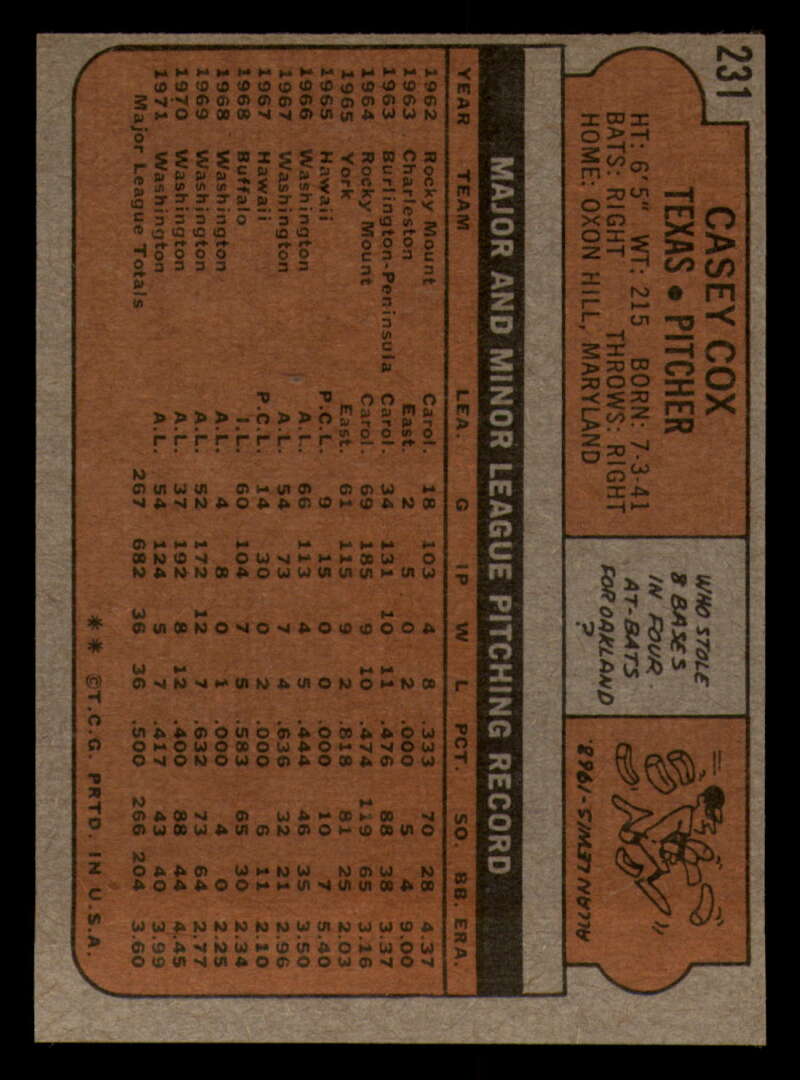 231
CASEY COX
TEXAS • PITCHER
HT: 6'5" WT: 215 BORN: 7-3-41
BATS: RIGHT THROWS: RIGHT
HOME: OXON HILL, MARYLAND
WHO STOLE
8 BASES
IN FOUR
AT-BATS
FOR OAKLAND
?
ALLAN LEWIS-1968.
MAJOR AND MINOR LEAGUE PITCHING RECORD
YEAR TEAM LEA. G IP W L PCT. SO. BB. ERA.
1962 Rocky Mount Carol. 18 103 4 8 .333 70 28 4.37
1963 Charleston East. 2 5 0 2 .000 5 4 9.00
1963 Burlington-Peninsula Carol. 34 131 10 11 .476 88 38 3.37
1964 Rocky Mount Carol. 69 185 9 10 .474 119 65 3.16
1965 York East. 61 115 9 2 .818 81 25 2.03
1965 Hawaii P.C.L. 9 15 0 0 .000 10 7 5.40
1966 Washington A.L. 66 113 4 5 .444 46 35 3.50
1967 Washington A.L. 54 73 7 4 .636 32 21 2.96
1967 Hawaii P.C.L. 14 30 0 2 .000 6 11 2.10
1968 Buffalo I.L. 60 104 7 5 .583 65 30 2.34
1968 Washington A.L. 4 8 0 1 .000 4 0 2.25
1969 Washington A.L. 52 172 12 7 .632 73 64 2.77
1970 Washington A.L. 37 192 8 12 .400 88 44 4.45
1971 Washington A.L. 54 124 5 7 .417 43 40 3.99
Major League Totals 267 682 36 36 .500 266 204 3.60
** ©T.C.G. PRTD. IN U.S.A.